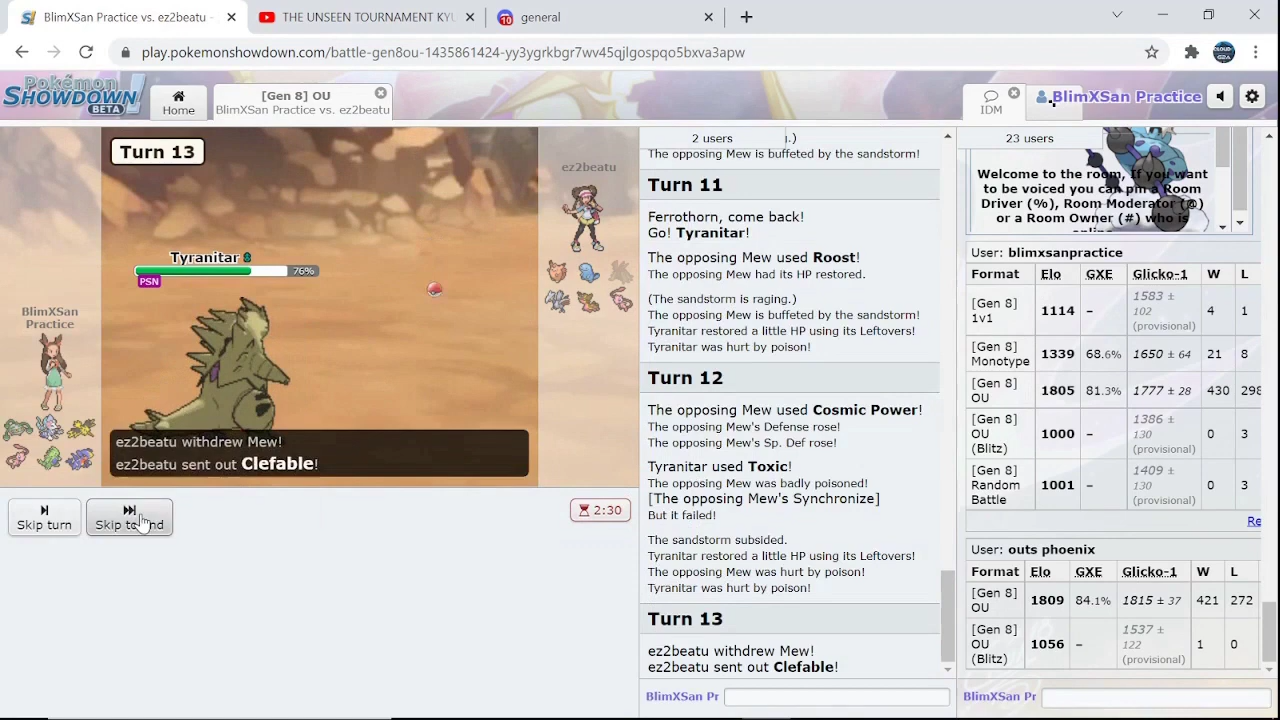 BlimXSan Practice vs. ez2beatu -
THE UNSEEN TOURNAMENT KYU
general
play.pokemonshowdown.com/battle-gen8ou-1435861424-yy3ygrkbgr7wv45qjlgospqo5bxva3apw
Pokémon
SHOWDOWN!
BETA
Home
[Gen 8] OU
BlimXSan Practice vs. ez2beatu
IDM
BlimXSan Practice
Turn 13
ez2beatu
Tyranitar
76%
PSN
BlimXSan
Practice
ez2beatu withdrew Mew!
ez2beatu sent out Clefable!
Skip turn
2:30
2 users
The opposing Mew is buffeted by the sandstorm!
Turn 11
Ferrothorn, come back!
Go! Tyranitar!
The opposing Mew used Roost!
The opposing Mew had its HP restored.
(The sandstorm is raging.)
The opposing Mew is buffeted by the sandstorm!
Tyranitar restored a little HP using its Leftovers!
Tyranitar was hurt by poison!
Turn 12
The opposing Mew used Cosmic Power!
The opposing Mew's Defense rose!
The opposing Mew's Sp. Def rose!
Tyranitar used Toxic!
The opposing Mew was badly poisoned!
[The opposing Mew's Synchronize]
But it failed!
The sandstorm subsided.
Tyranitar restored a little HP using its Leftovers!
The opposing Mew was hurt by poison!
Tyranitar was hurt by poison!
Turn 13
ez2beatu withdrew Mew!
ez2beatu sent out Clefable!
BlimXSan Pr
23 users
Welcome to the room, If you want
to be voiced you can pm a Room
Driver (%), Room Moderator (@)
or a Room Owner (#) who is
User: blimxsanpractice
Format Elo GXE Glicko-1 W L
[Gen 8] 1v1 1114 – 1583 ± 102 (provisional) 4 1
[Gen 8] Monotype 1339 68.6% 1650 ± 64 21 8
[Gen 8] OU 1805 81.3% 1777 ± 28 430 298
[Gen 8] OU (Blitz) 1000 – 1386 ± 130 (provisional) 0 3
[Gen 8] Random Battle 1001 – 1409 ± 130 (provisional) 0 3
Re
User: outs phoenix
Format Elo GXE Glicko-1 W L
[Gen 8] OU 1809 84.1% 1815 ± 37 421 272
[Gen 8] OU (Blitz) 1056 – 1537 ± 122 (provisional) 1 0
BlimXSan Pr